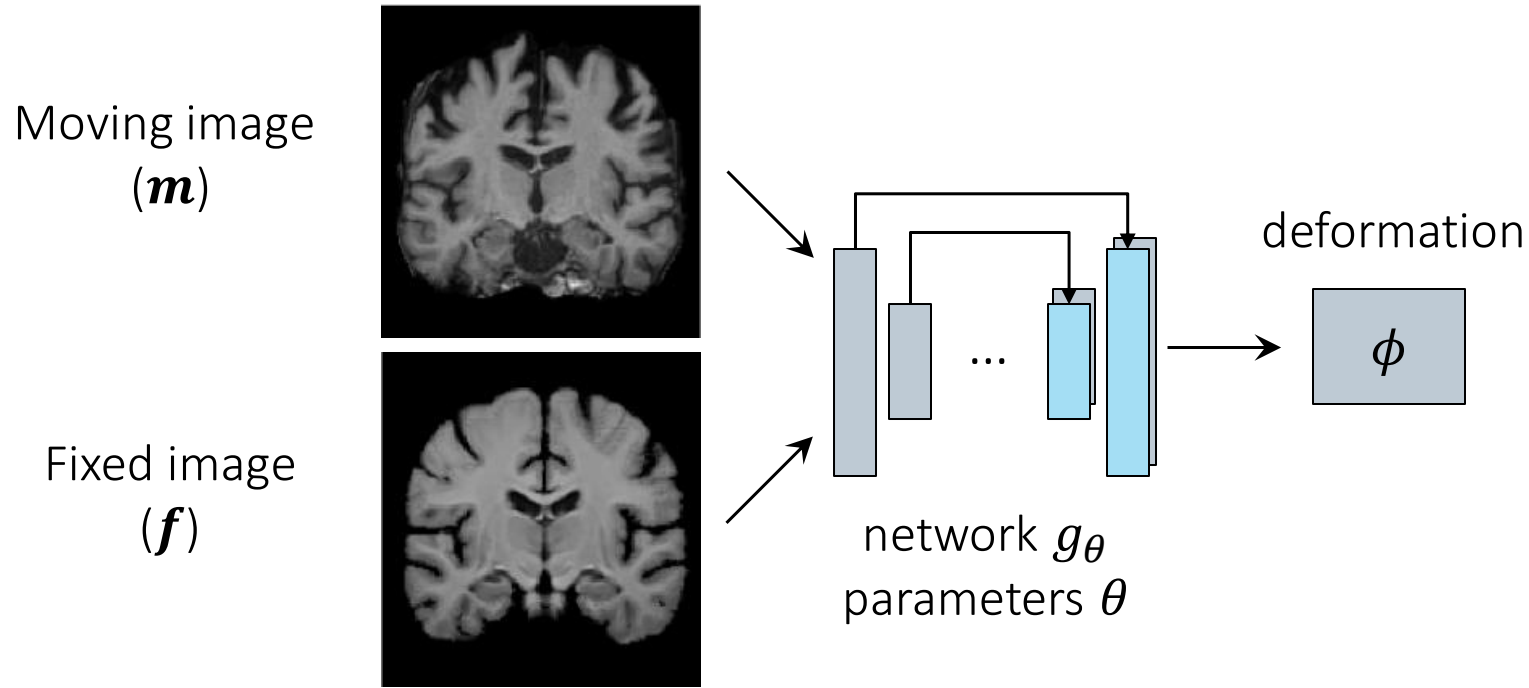 Moving image
(m)
Fixed image
(f)
...
network gθ
parameters θ
deformation
ϕ